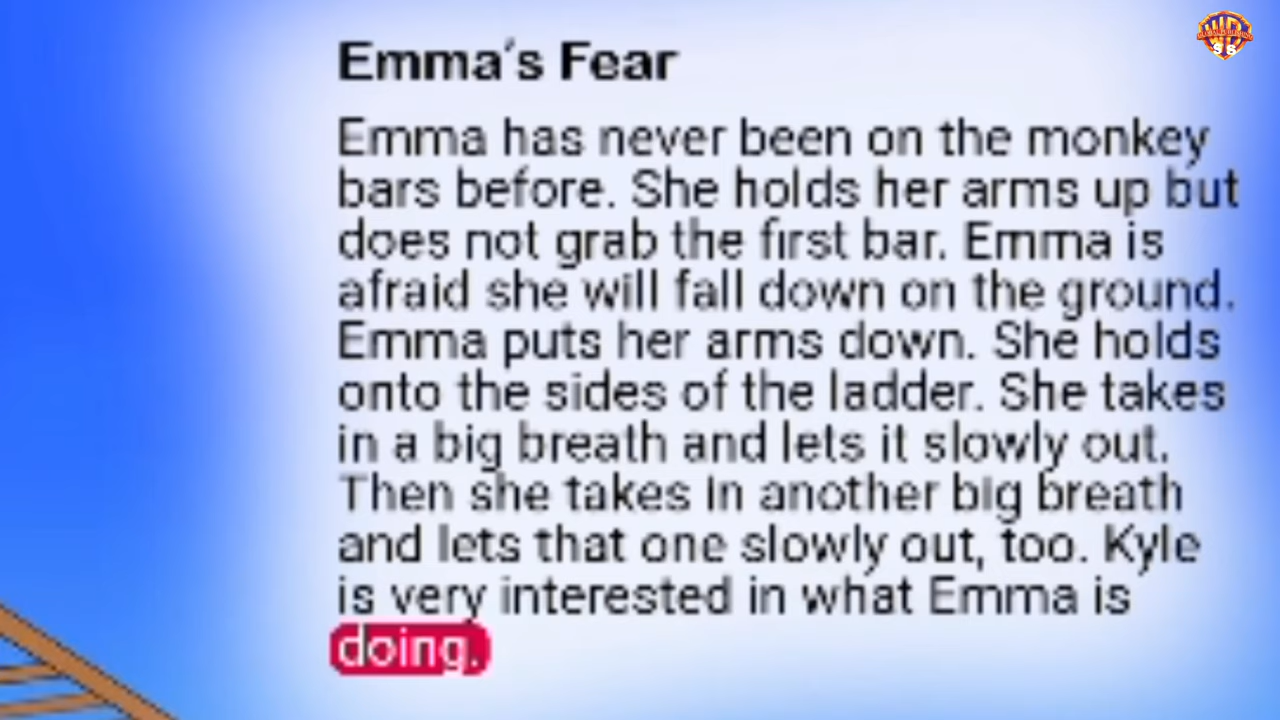 Emma's Fear
Emma has never been on the monkey
bars before. She holds her arms up but
does not grab the first bar. Emma is
afraid she will fall down on the ground.
Emma puts her arms down. She holds
onto the sides of the ladder. She takes
in a big breath and lets it slowly out.
Then she takes in another big breath
and lets that one slowly out, too. Kyle
is very interested in what Emma is
doing.